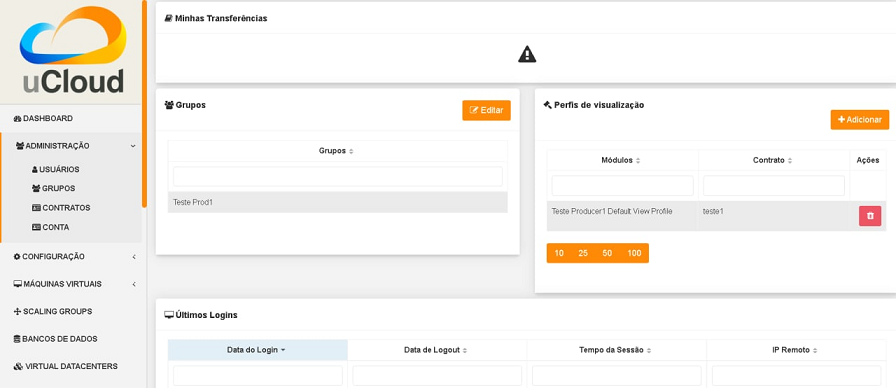 uCloud
DASHBOARD
ADMINISTRAÇÃO
USUÁRIOS
GRUPOS
CONTRATOS
CONTA
CONFIGURAÇÃO
MÁQUINAS VIRTUAIS
SCALING GROUPS
BANCOS DE DADOS
VIRTUAL DATACENTERS
Minhas Transferências
Grupos
Editar
Grupos
Teste Prod1
Perfis de visualização
Adicionar
Módulos Contrato Ações
Teste Producer1 Default View Profile teste1
10 25 50 100
Últimos Logins
Data do Login Data de Logout Tempo da Sessão IP Remoto